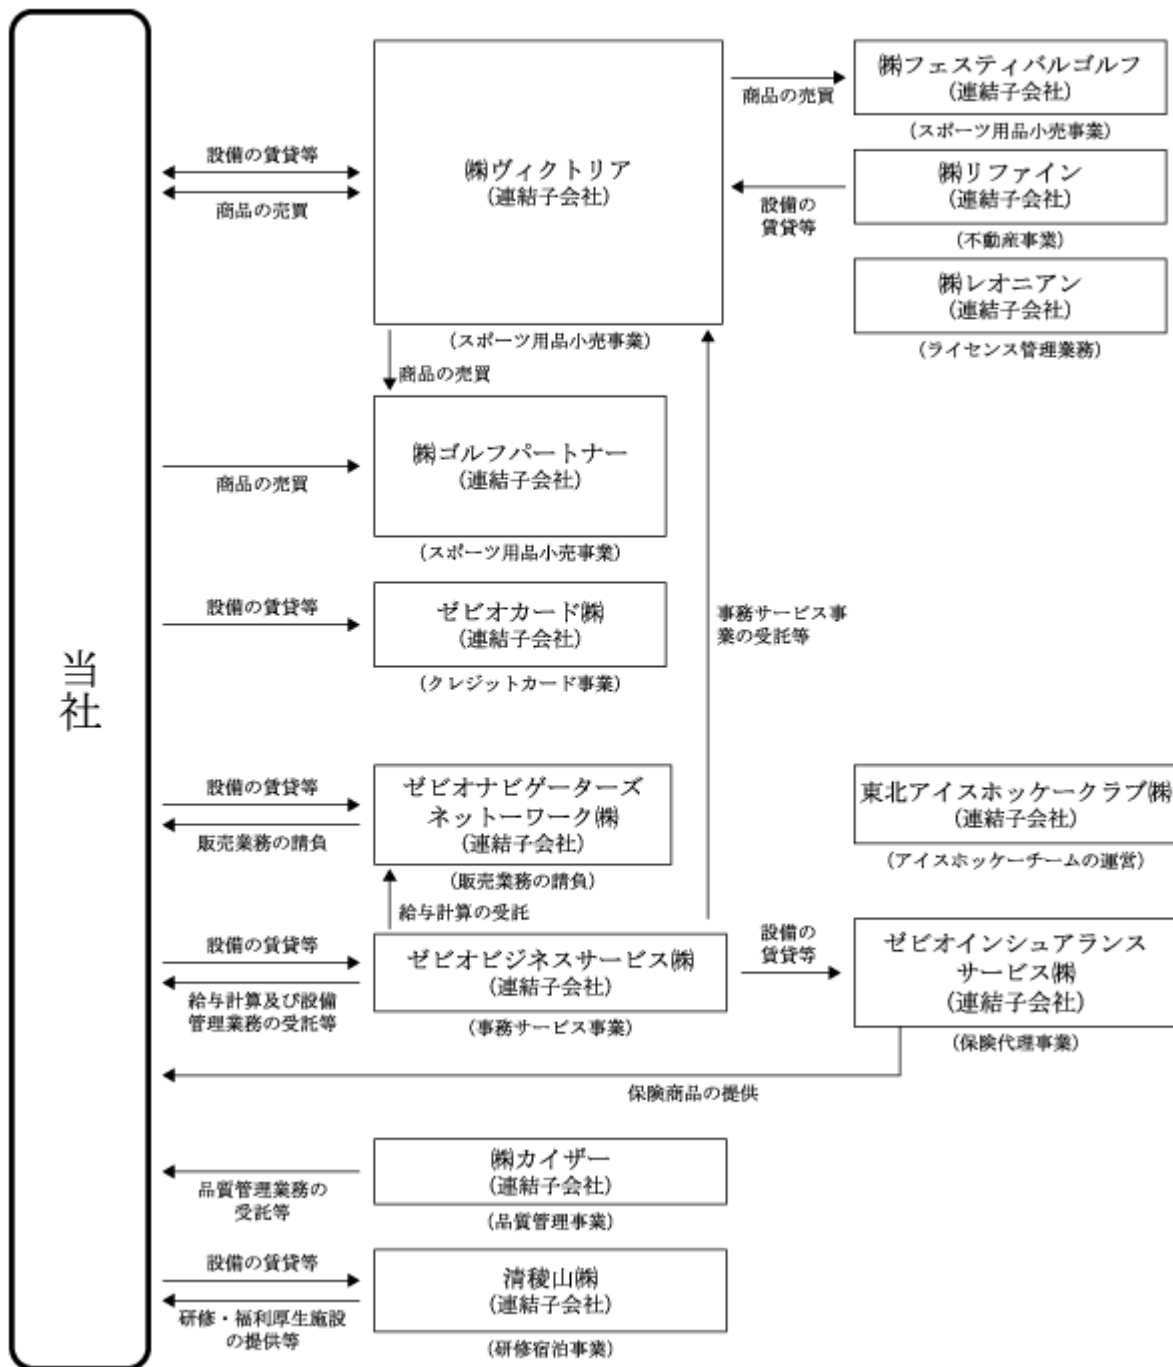 当社
㈱フェスティバルゴルフ
(連結子会社)
(スポーツ用品小売事業)
商品の売買
㈱ヴィクトリア
(連結子会社)
(スポーツ用品小売事業)
設備の賃貸等
商品の売買
㈱リファイン
(連結子会社)
(不動産事業)
設備の
賃貸等
㈱レオニアン
(連結子会社)
(ライセンス管理業務)
商品の売買
㈱ゴルフパートナー
(連結子会社)
(スポーツ用品小売事業)
商品の売買
設備の賃貸等
ゼビオカード㈱
(連結子会社)
(クレジットカード事業)
事務サービス事
業の受託等
設備の賃貸等
販売業務の請負
ゼビオナビゲーターズ
ネットーワーク㈱
(連結子会社)
(販売業務の請負)
東北アイスホッケークラブ㈱
(連結子会社)
(アイスホッケーチームの運営)
給与計算の受託
設備の賃貸等
給与計算及び設備
管理業務の受託等
ゼビオビジネスサービス㈱
(連結子会社)
(事務サービス事業)
設備の
賃貸等
ゼビオインシュアランス
サービス㈱
(連結子会社)
(保険代理事業)
保険商品の提供
㈱カイザー
(連結子会社)
(品質管理事業)
品質管理業務の
受託等
設備の賃貸等
研修・福利厚生施設
の提供等
清稜山㈱
(連結子会社)
(研修宿泊事業)